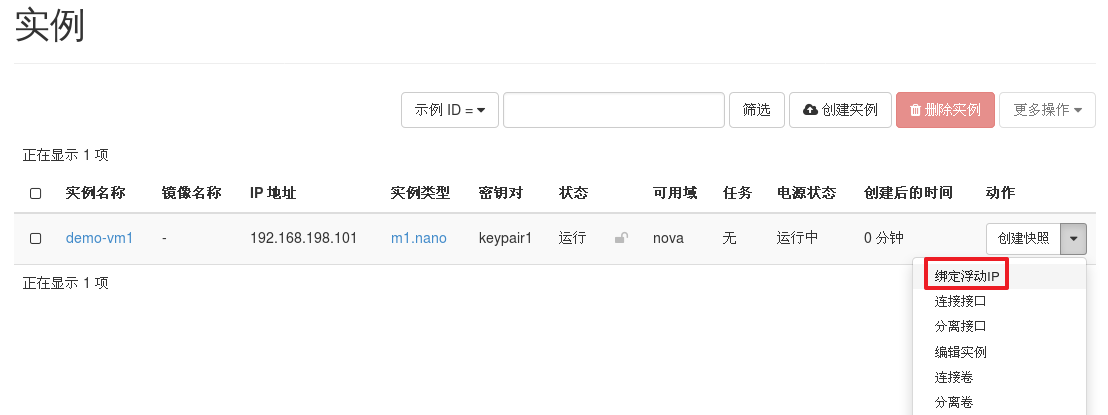 实例
示例 ID = 筛选 创建实例 删除实例 更多操作
正在显示 1 项
实例名称 镜像名称 IP 地址 实例类型 密钥对 状态 可用域 任务 电源状态 创建后的时间 动作
demo-vm1 - 192.168.198.101 m1.nano keypair1 运行 nova 无 运行中 0 分钟 创建快照
正在显示 1 项
绑定浮动IP
连接接口
分离接口
编辑实例
连接卷
分离卷